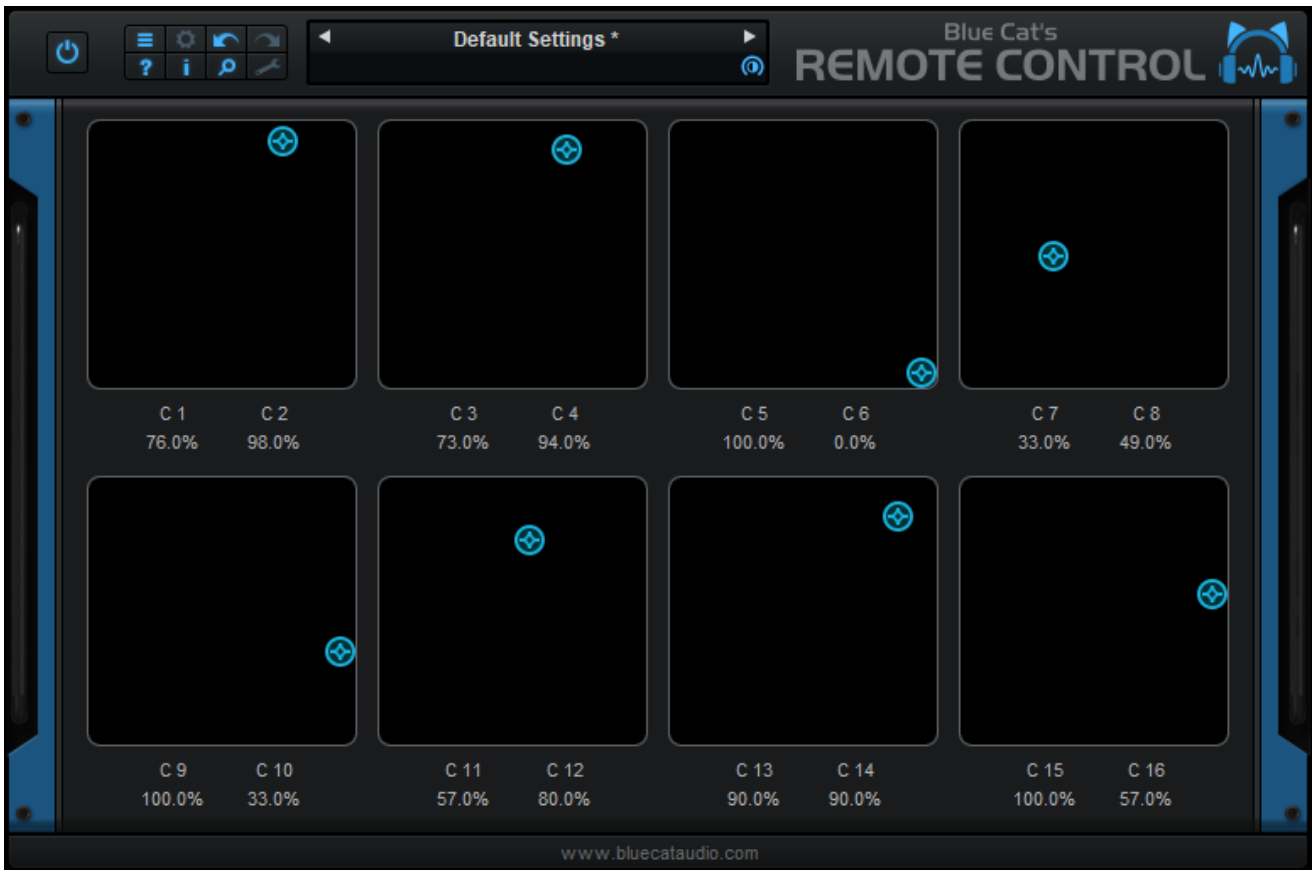 Default Settings *
Blue Cat's
REMOTE CONTROL
? i
C 1 C 2 C 3 C 4 C 5 C 6 C 7 C 8
76.0% 98.0% 73.0% 94.0% 100.0% 0.0% 33.0% 49.0%
C 9 C 10 C 11 C 12 C 13 C 14 C 15 C 16
100.0% 33.0% 57.0% 80.0% 90.0% 90.0% 100.0% 57.0%
www.bluecataudio.com